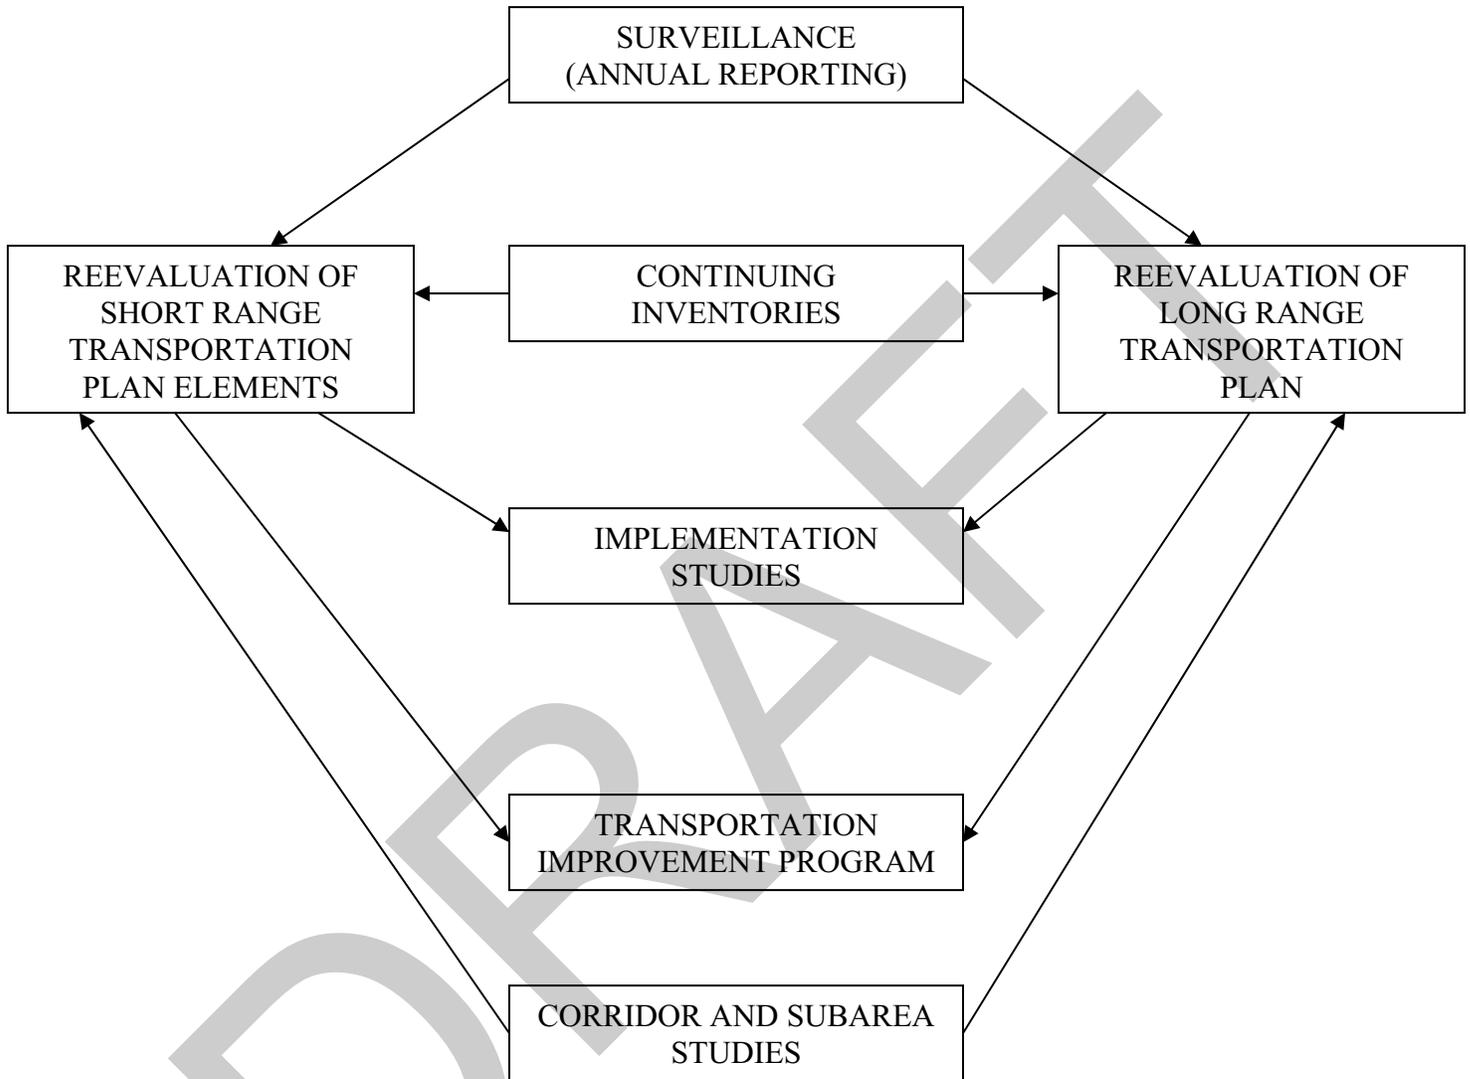 SURVEILLANCE
(ANNUAL REPORTING)
REEVALUATION OF
SHORT RANGE
TRANSPORTATION
PLAN ELEMENTS
CONTINUING
INVENTORIES
REEVALUATION OF
LONG RANGE
TRANSPORTATION
PLAN
IMPLEMENTATION
STUDIES
TRANSPORTATION
IMPROVEMENT PROGRAM
CORRIDOR AND SUBAREA
STUDIES
DRAFT